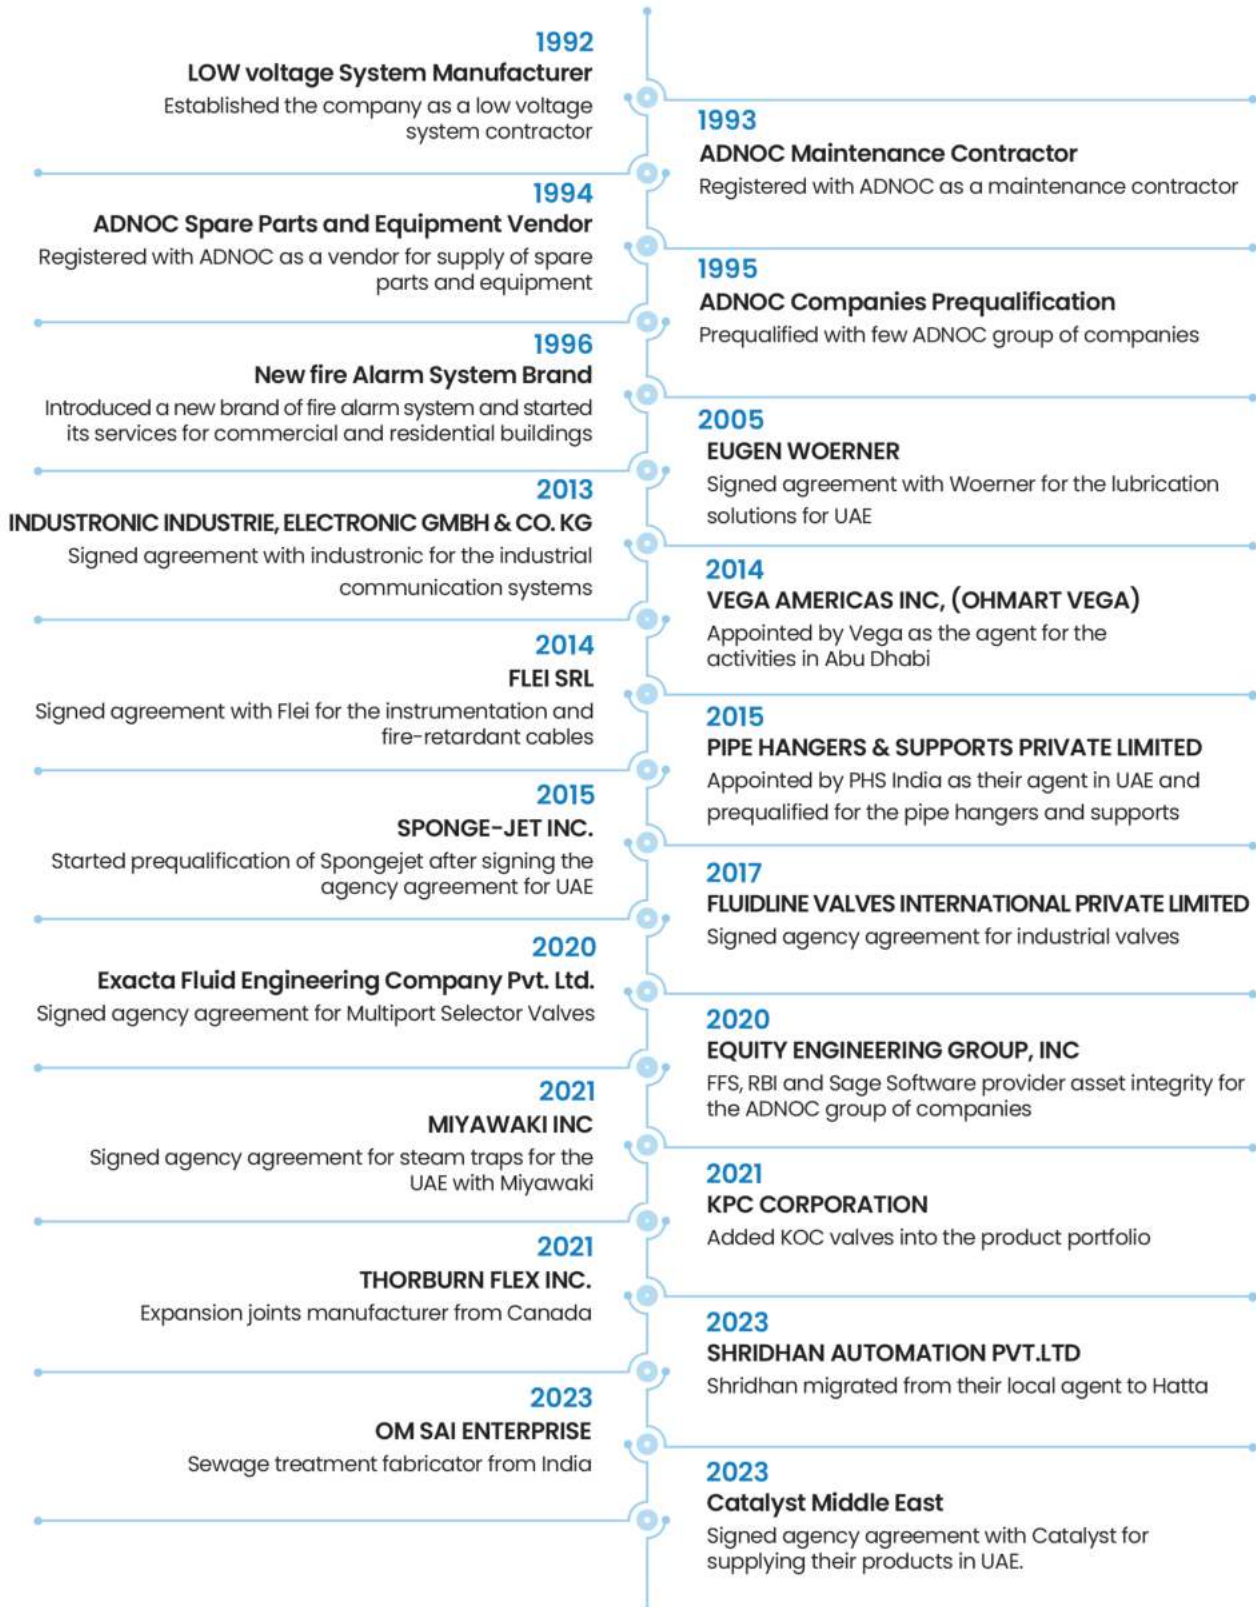 1992
LOW voltage System Manufacturer
Established the company as a low voltage
system contractor
1993
ADNOC Maintenance Contractor
Registered with ADNOC as a maintenance contractor
1994
ADNOC Spare Parts and Equipment Vendor
Registered with ADNOC as a vendor for supply of spare
parts and equipment
1995
ADNOC Companies Prequalification
Prequalified with few ADNOC group of companies
1996
New fire Alarm System Brand
Introduced a new brand of fire alarm system and started
its services for commercial and residential buildings
2005
EUGEN WOERNER
Signed agreement with Woerner for the lubrication
solutions for UAE
2013
INDUSTRONIC INDUSTRIE, ELECTRONIC GMBH & CO. KG
Signed agreement with industronic for the industrial
communication systems
2014
VEGA AMERICAS INC, (OHMART VEGA)
Appointed by Vega as the agent for the
activities in Abu Dhabi
2014
FLEI SRL
Signed agreement with Flei for the instrumentation and
fire-retardant cables
2015
PIPE HANGERS & SUPPORTS PRIVATE LIMITED
Appointed by PHS India as their agent in UAE and
prequalified for the pipe hangers and supports
2015
SPONGE-JET INC.
Started prequalification of Spongejet after signing the
agency agreement for UAE
2017
FLUIDLINE VALVES INTERNATIONAL PRIVATE LIMITED
Signed agency agreement for industrial valves
2020
Exacta Fluid Engineering Company Pvt. Ltd.
Signed agency agreement for Multiport Selector Valves
2020
EQUITY ENGINEERING GROUP, INC
FFS, RBI and Sage Software provider asset integrity for
the ADNOC group of companies
2021
MIYAWAKI INC
Signed agency agreement for steam traps for the
UAE with Miyawaki
2021
KPC CORPORATION
Added KOC valves into the product portfolio
2021
THORBURN FLEX INC.
Expansion joints manufacturer from Canada
2023
SHRIDHAN AUTOMATION PVT.LTD
Shridhan migrated from their local agent to Hatta
2023
OM SAI ENTERPRISE
Sewage treatment fabricator from India
2023
Catalyst Middle East
Signed agency agreement with Catalyst for
supplying their products in UAE.